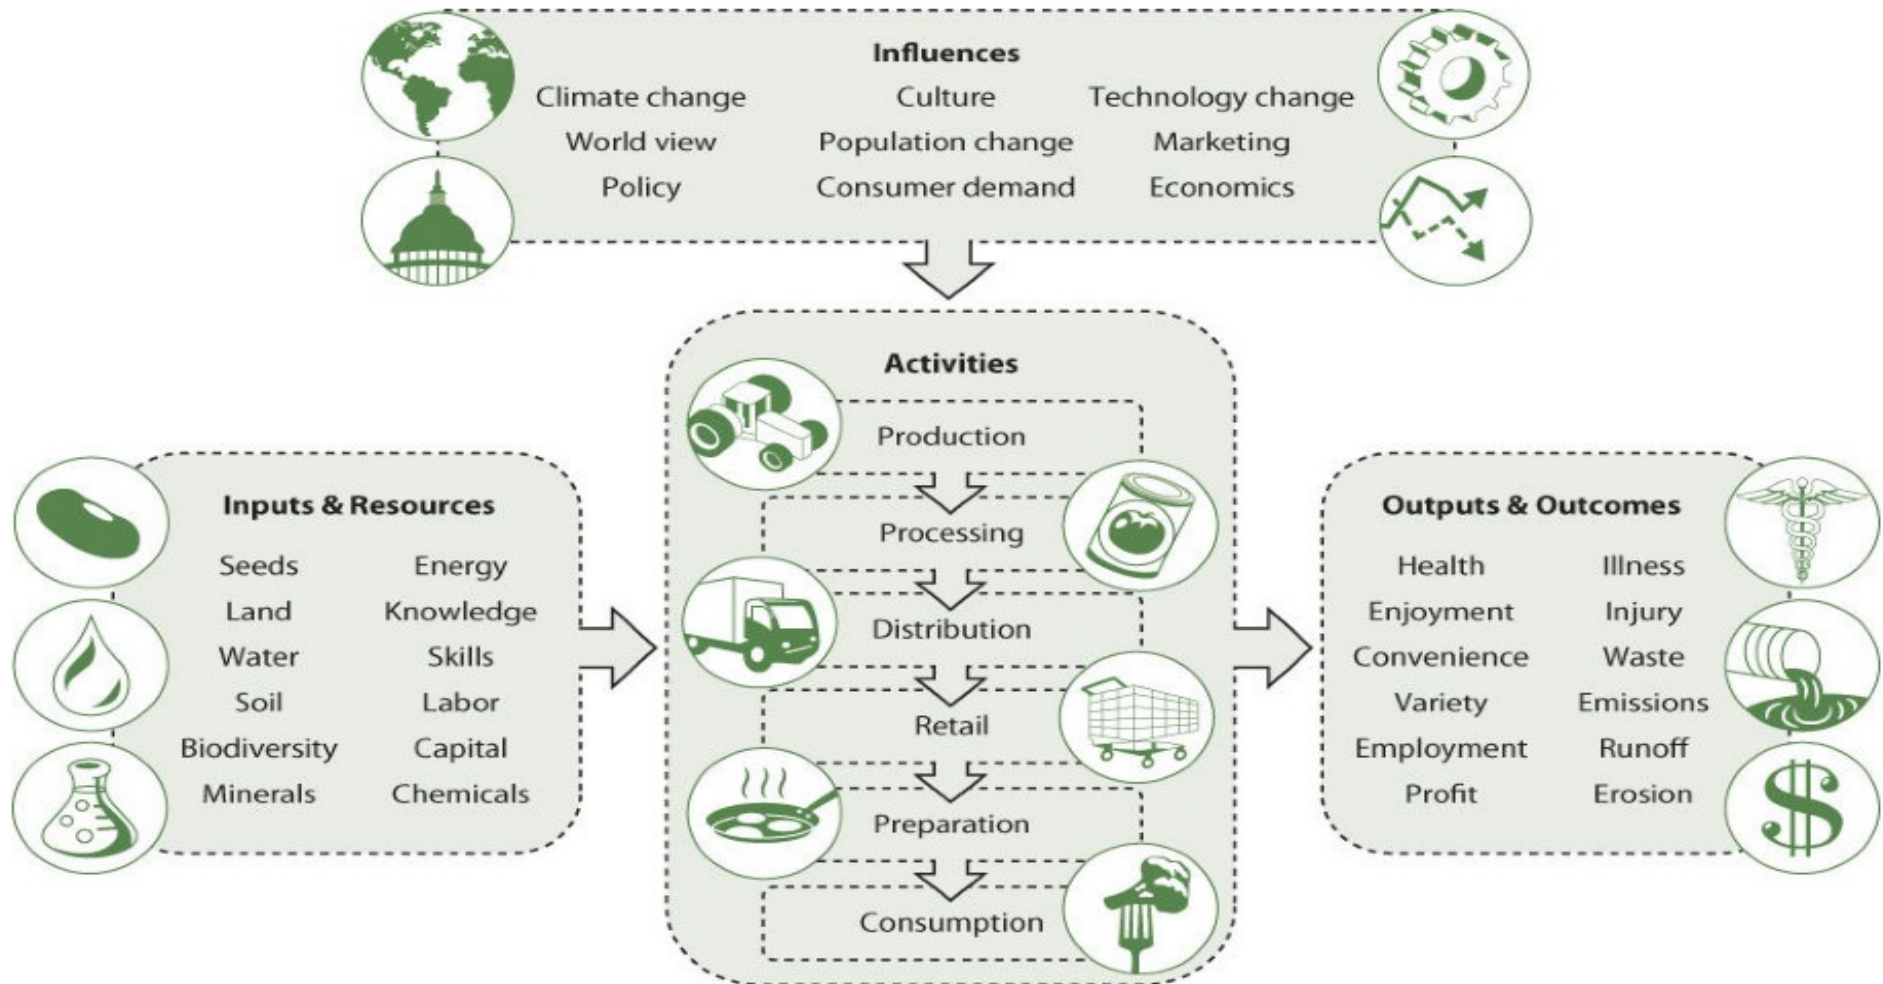 Influences
Climate change Culture Technology change
World view Population change Marketing
Policy Consumer demand Economics
Activities
Production
Processing
Distribution
Retail
Preparation
Consumption
Inputs & Resources
Seeds Energy
Land Knowledge
Water Skills
Soil Labor
Biodiversity Capital
Minerals Chemicals
Outputs & Outcomes
Health Illness
Enjoyment Injury
Convenience Waste
Variety Emissions
Employment Runoff
Profit Erosion
$